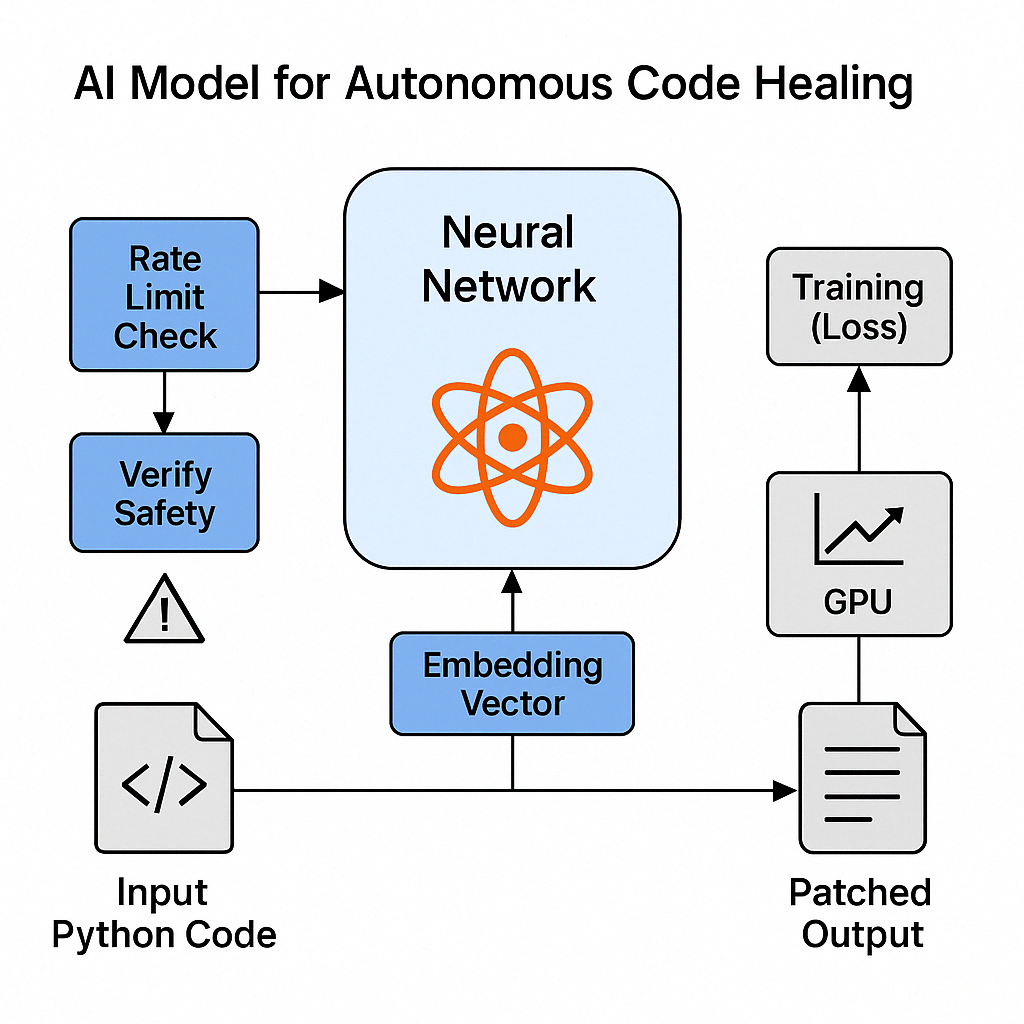 AI Model for Autonomous Code Healing
Rate
Limit
Check
Neural
Network
Training
(Loss)
Verify
Safety
!
GPU
Embedding
Vector
</>
Input
Python Code
Patched
Output